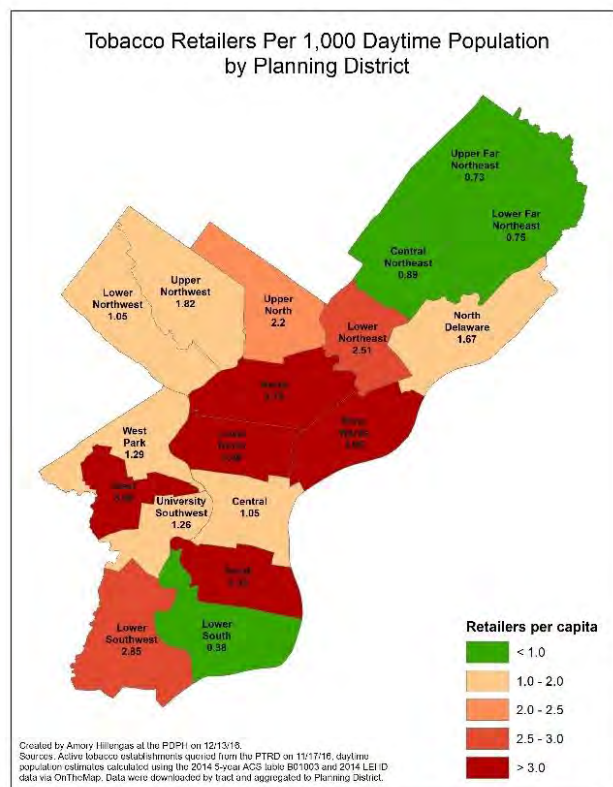 Tobacco Retailers Per 1,000 Daytime Population
by Planning District
Upper Far
Northeast
0.73
Lower Far
Northeast
0.75
Central
Northeast
0.89
Upper
Northwest
1.82
Lower
Northwest
1.05
Upper
North
2.2
Lower
Northeast
2.51
North
Delaware
1.67
West
Park
1.29
University
Southwest
1.26
Central
1.05
Lower
Southwest
2.85
Lower
South
0.38
Retailers per capita
< 1.0
1.0 - 2.0
2.0 - 2.5
2.5 - 3.0
> 3.0
Created by Amory Hillengas at the PDPH on 12/13/16.
Sources. Active tobacco establishments queried from the PTRD on 11/17/16, daytime
population estimates calculated using the 2014 5-year ACS table B01003 and 2014 LEHD
data via OnTheMap. Data were downloaded by tract and aggregated to Planning District.